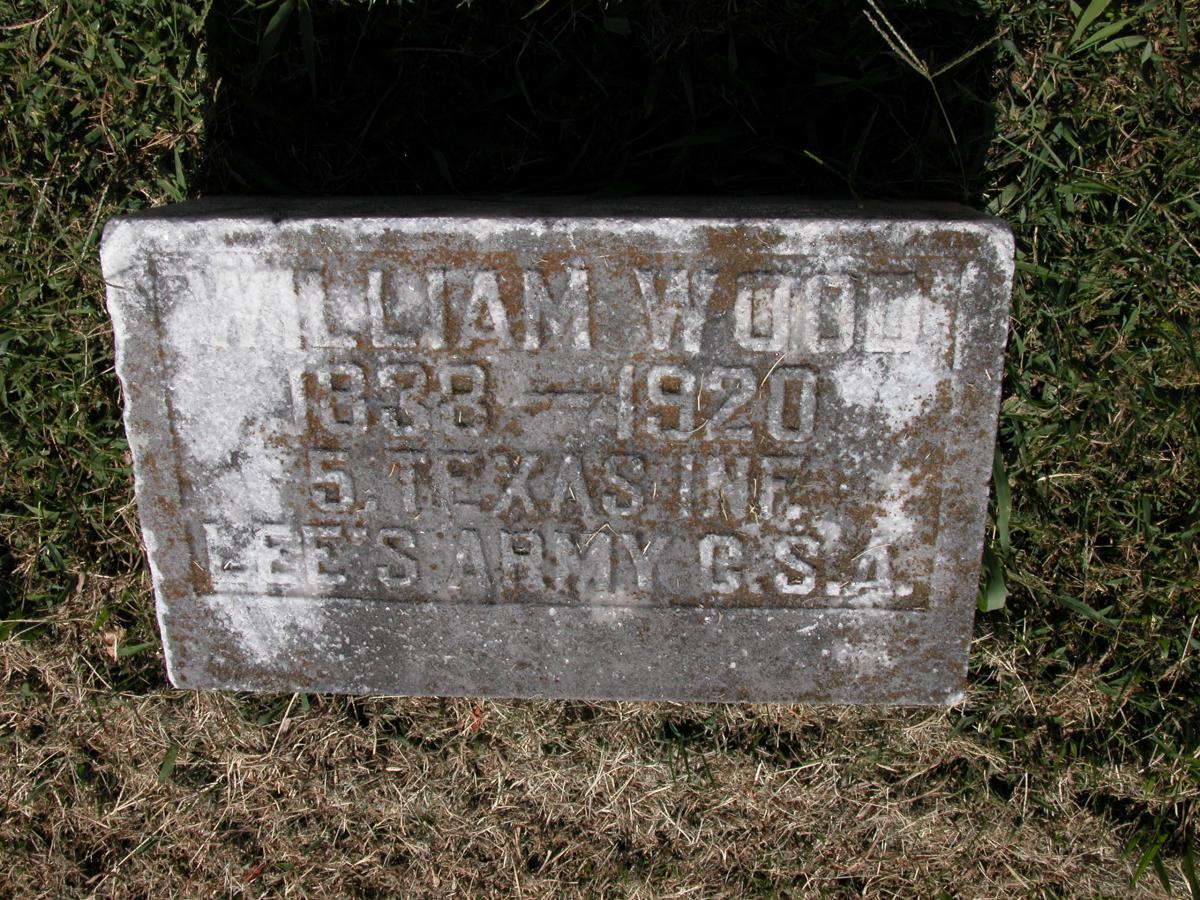 WILLIAM WOOD
1838 — 1920
5. TEXAS INF.
LEE'S ARMY C.S.A.